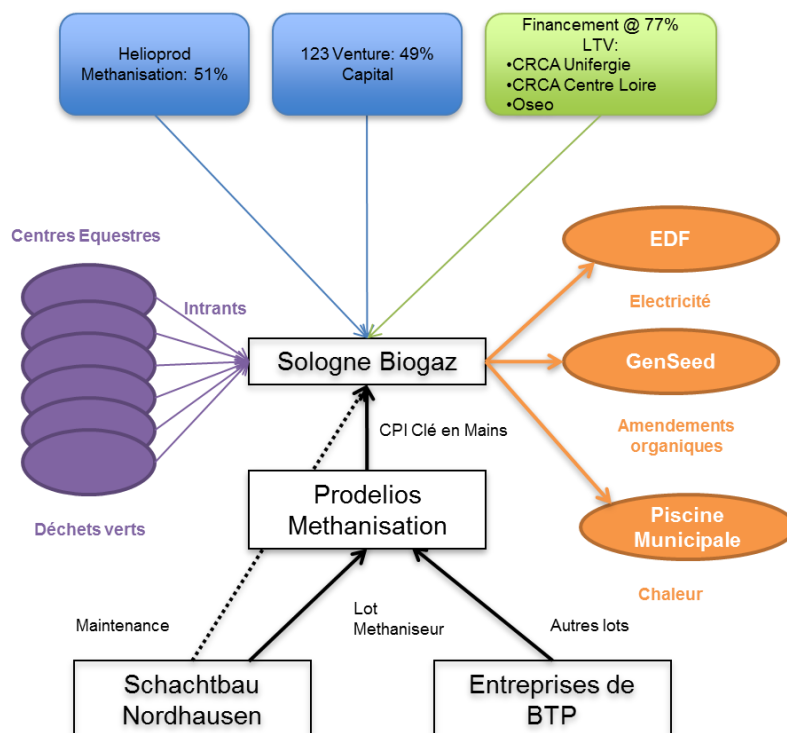 Helioprod
Methanisation: 51%
123 Venture: 49%
Capital
Financement @ 77%
LTV:
•CRCA Unifergie
•CRCA Centre Loire
•Oseo
Centres Equestres
Intrants
EDF
Electricité
Sologne Biogaz
GenSeed
CPI Clé en Mains
Amendements
organiques
Prodelios
Methanisation
Piscine
Municipale
Déchets verts
Chaleur
Maintenance
Lot
Methaniseur
Autres lots
Schachtbau
Nordhausen
Entreprises de
BTP